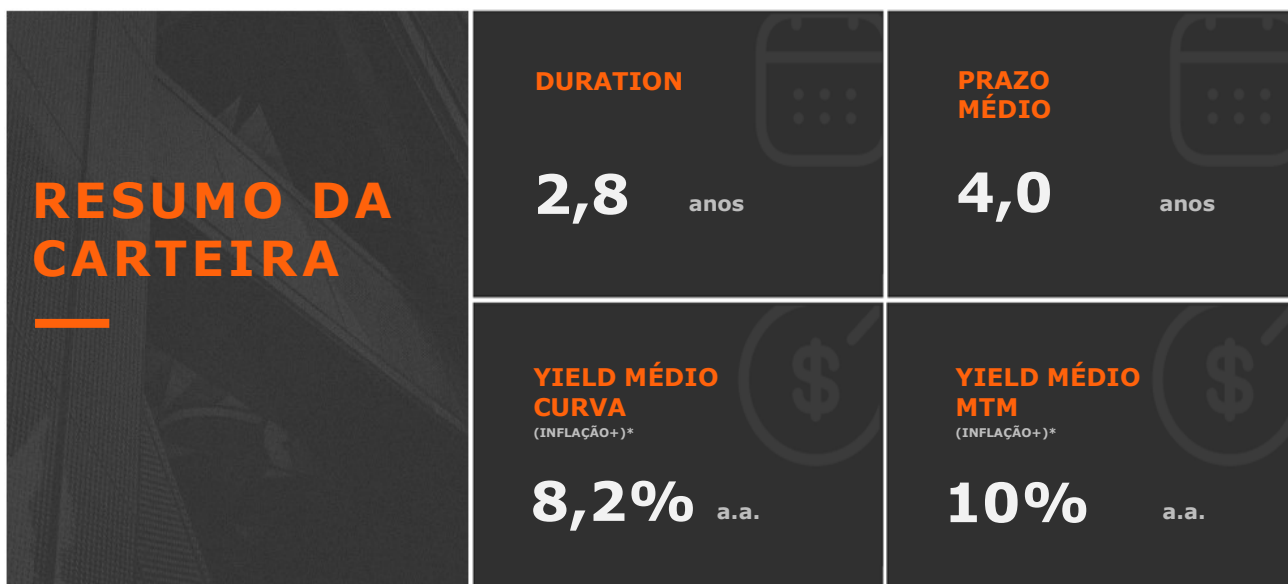 RESUMO DA
CARTEIRA
DURATION
2,8 anos
PRAZO
MÉDIO
4,0 anos
YIELD MÉDIO
CURVA
(INFLAÇÃO+)*
8,2% a.a.
YIELD MÉDIO
MTM
(INFLAÇÃO+)*
10% a.a.